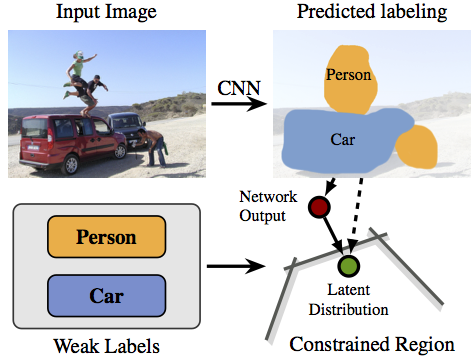 Input Image
Predicted labeling
CNN
Person
Car
Network
Output
Person
Car
Latent
Distribution
Weak Labels
Constrained Region